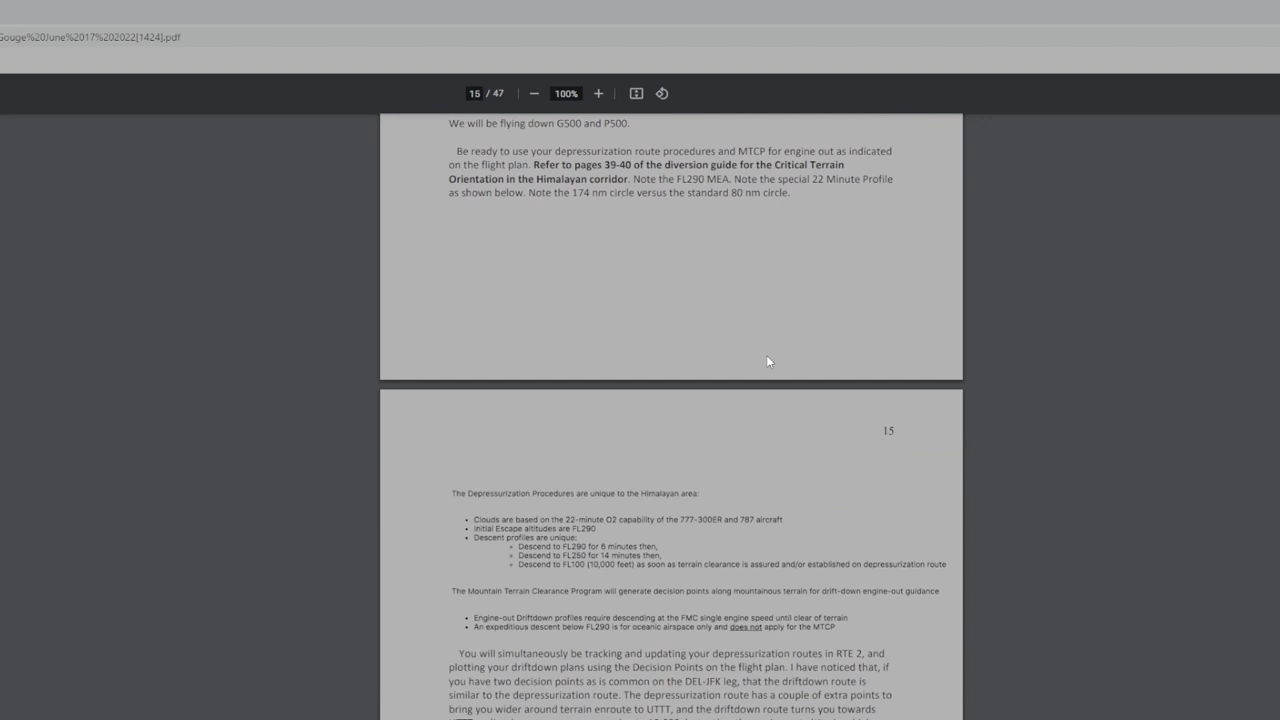 Gouge%20June%2017%202022[1424].pdf
15 / 47 − 100% +
We will be flying down G500 and P500.
Be ready to use your depressurization route procedures and MTCP for engine out as indicated
on the flight plan. Refer to pages 39-40 of the diversion guide for the Critical Terrain
Orientation in the Himalayan corridor. Note the FL290 MEA. Note the special 22 Minute Profile
as shown below. Note the 174 nm circle versus the standard 80 nm circle.
15
The Depressurization Procedures are unique to the Himalayan area:
• Clouds are based on the 22-minute O2 capability of the 777-300ER and 787 aircraft
• Initial Escape altitudes are FL290
• Descent profiles are unique:
◦ Descend to FL290 for 6 minutes then,
◦ Descend to FL250 for 14 minutes then,
◦ Descend to FL100 (10,000 feet) as soon as terrain clearance is assured and/or established on depressurization route
The Mountain Terrain Clearance Program will generate decision points along mountainous terrain for drift-down engine-out guidance
• Engine-out Driftdown profiles require descending at the FMC single engine speed until clear of terrain
• An expeditious descent below FL290 is for oceanic airspace only and does not apply for the MTCP
You will simultaneously be tracking and updating your depressurization routes in RTE 2, and
plotting your driftdown plans using the Decision Points on the flight plan. I have noticed that, if
you have two decision points as is common on the DEL-JFK leg, that the driftdown route is
similar to the depressurization route. The depressurization route has a couple of extra points to
bring you wider around terrain enroute to UTTT, and the driftdown route turns you towards